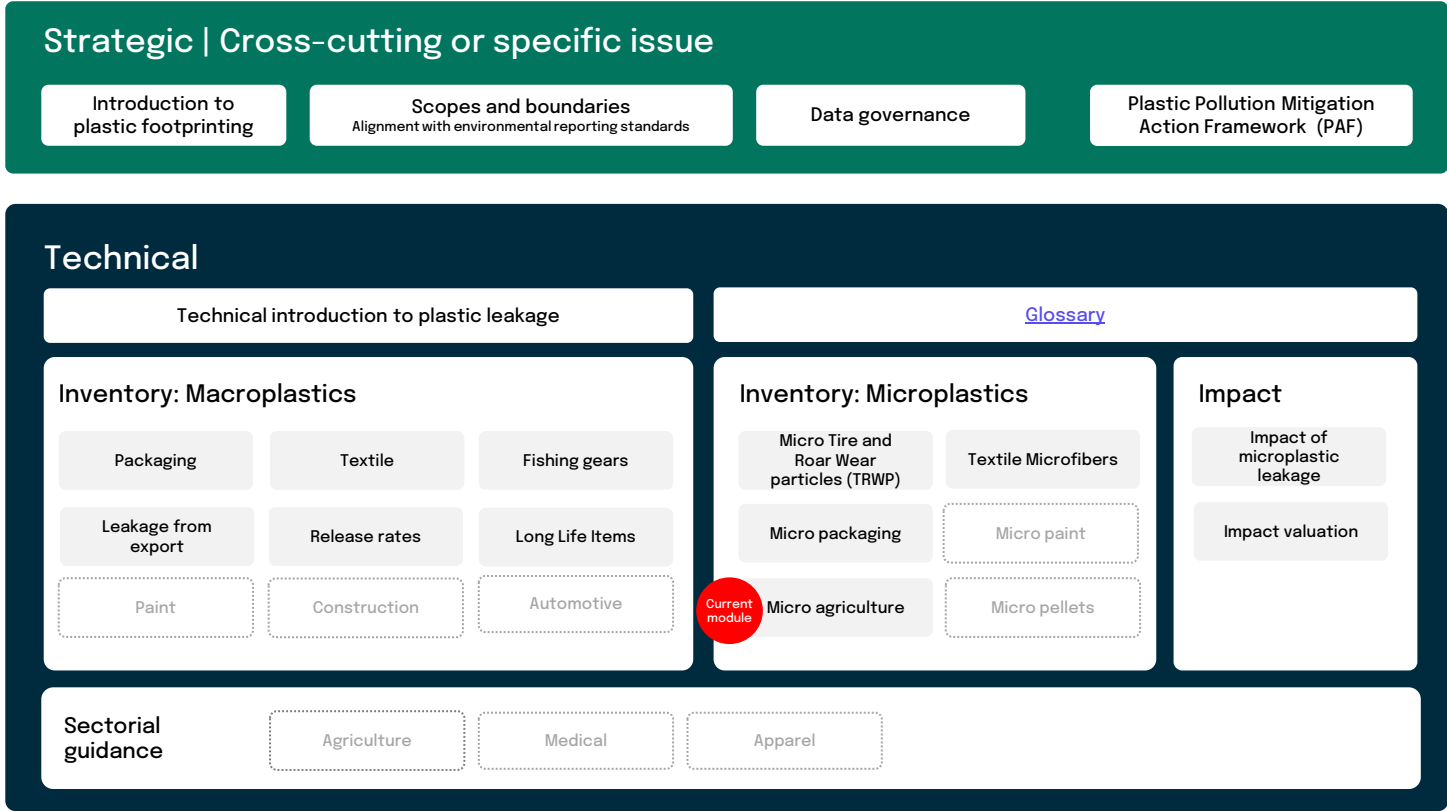 Strategic | Cross-cutting or specific issue
Introduction to
plastic footprinting
Scopes and boundaries
Alignment with environmental reporting standards
Data governance
Plastic Pollution Mitigation
Action Framework (PAF)
Technical
Technical introduction to plastic leakage
Glossary
Inventory: Macroplastics
Packaging
Textile
Fishing gears
Leakage from
export
Release rates
Long Life Items
Paint
Construction
Automotive
Inventory: Microplastics
Micro Tire and
Roar Wear
particles (TRWP)
Textile Microfibers
Micro packaging
Micro paint
Current
module
Micro agriculture
Micro pellets
Impact
Impact of
microplastic
leakage
Impact valuation
Sectorial
guidance
Agriculture
Medical
Apparel